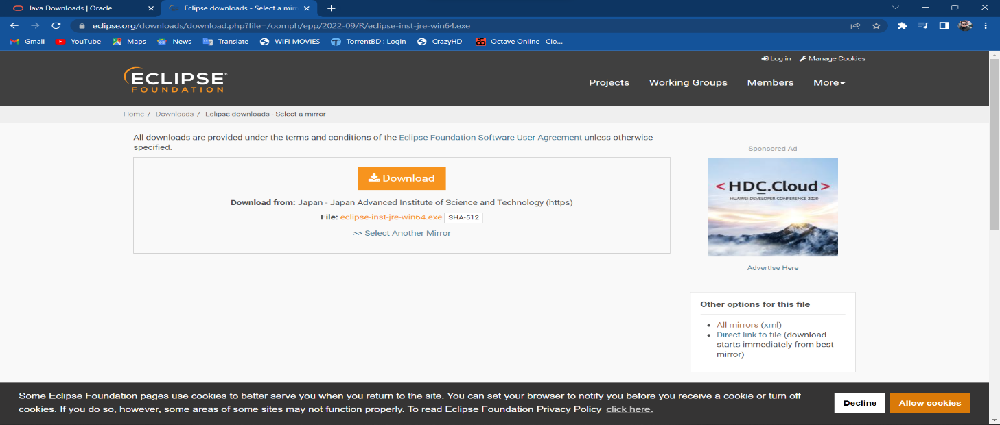 Java Downloads | Oracle
Eclipse downloads - Select a mirr
eclipse.org/downloads/download.php?file=/oomph/epp/2022-09/R/eclipse-inst-jre-win64.exe
Gmail YouTube Maps News Translate WIFI MOVIES TorrentBD : Login CrazyHD Octave Online · Clo...
Log in Manage Cookies
ECLIPSE®
FOUNDATION
Projects Working Groups Members More
Home / Downloads / Eclipse downloads - Select a mirror
All downloads are provided under the terms and conditions of the Eclipse Foundation Software User Agreement unless otherwise
specified.
Download
Download from: Japan - Japan Advanced Institute of Science and Technology (https)
File: eclipse-inst-jre-win64.exe SHA-512
>> Select Another Mirror
Sponsored Ad
< HDC.Cloud >
HUAWEI DEVELOPER CONFERENCE 2020
Advertise Here
Other options for this file
All mirrors (xml)
Direct link to file (download
starts immediately from best
mirror)
Some Eclipse Foundation pages use cookies to better serve you when you return to the site. You can set your browser to notify you before you receive a cookie or turn off
cookies. If you do so, however, some areas of some sites may not function properly. To read Eclipse Foundation Privacy Policy click here.
Decline
Allow cookies